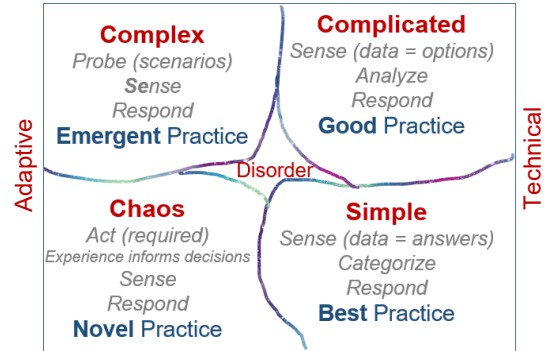 Complex
Probe (scenarios)
Sense
Respond
Emergent Practice
Complicated
Sense (data = options)
Analyze
Respond
Good Practice
Adaptive
Disorder
Technical
Chaos
Act (required)
Experience informs decisions
Sense
Respond
Novel Practice
Simple
Sense (data = answers)
Categorize
Respond
Best Practice